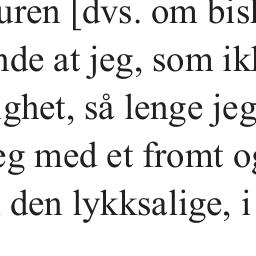 uren [dvs. om bisk
nde at jeg, som ikk
ghet, så lenge jeg
eg med et fromt og
den lykksalige, i